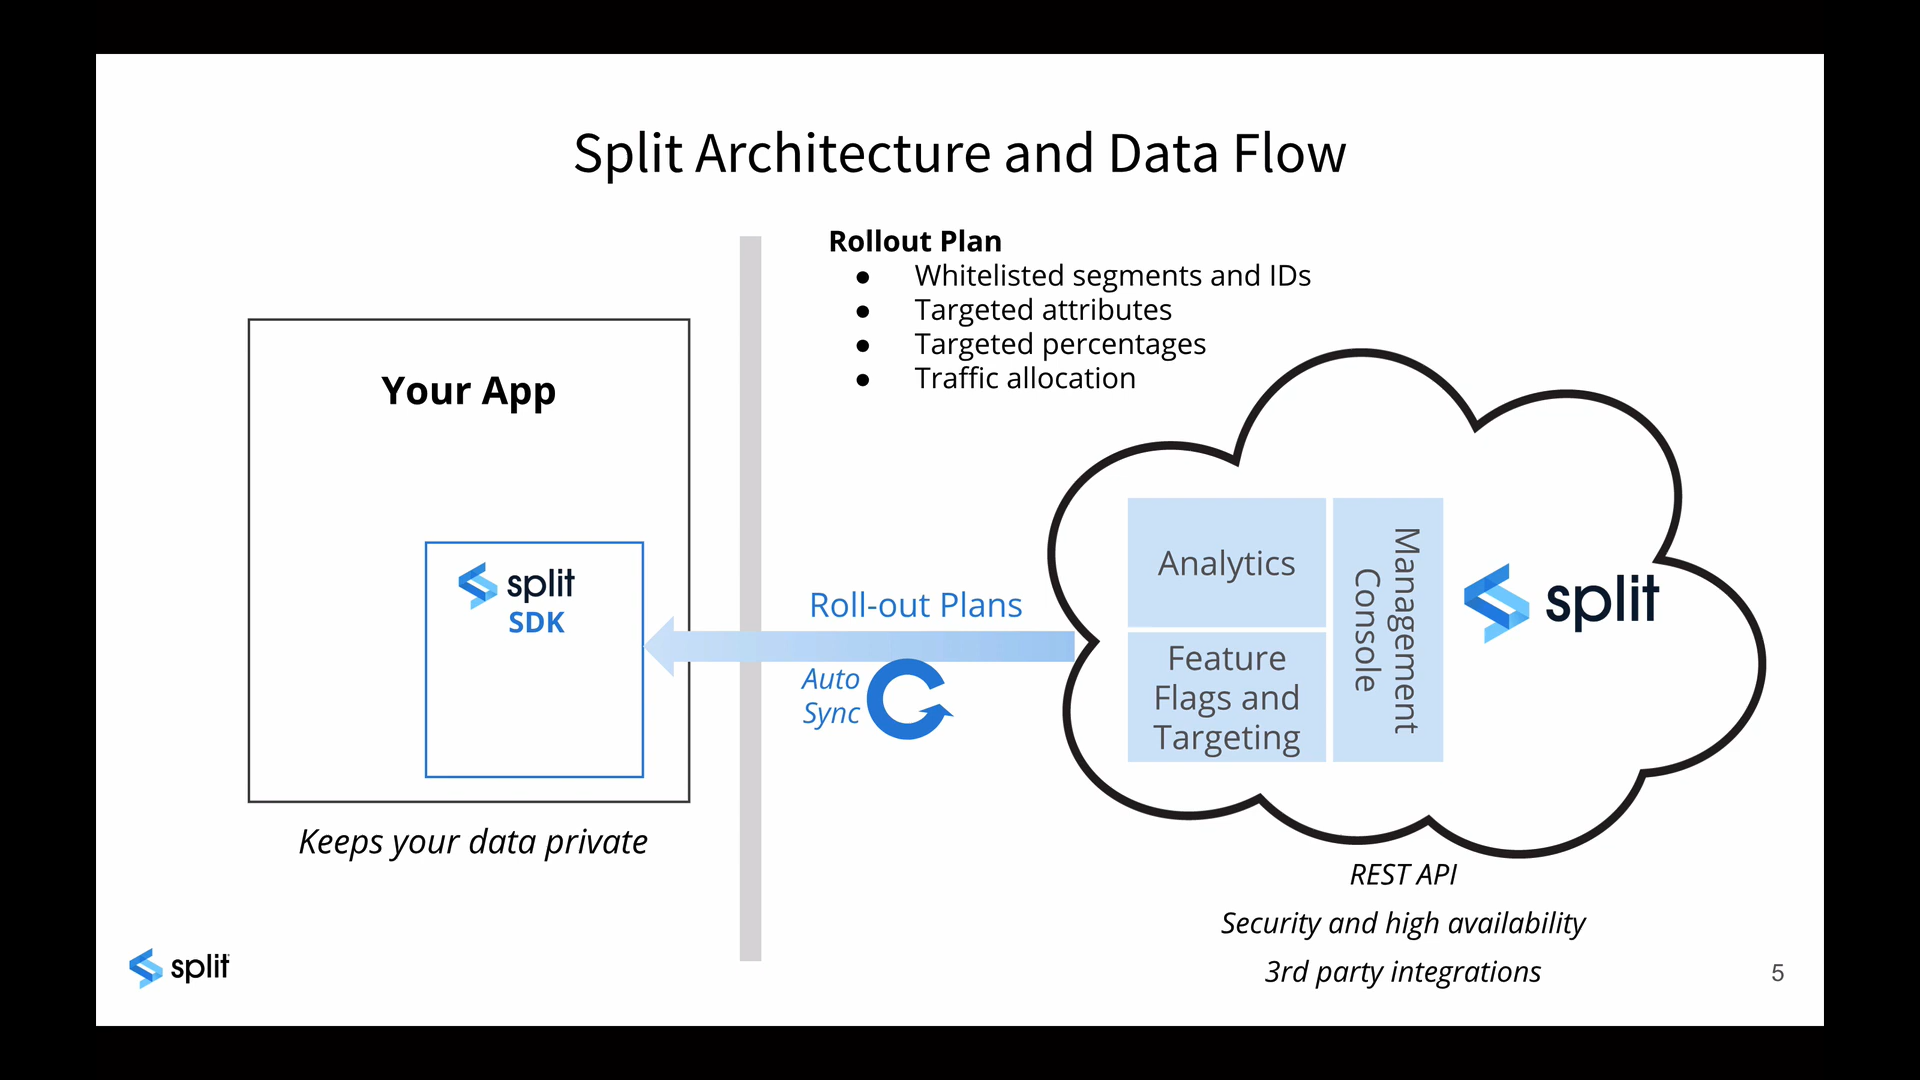 Split Architecture and Data Flow
Rollout Plan
● Whitelisted segments and IDs
● Targeted attributes
● Targeted percentages
● Traffic allocation
Your App
split
SDK
Keeps your data private
Roll-out Plans
Auto
Sync
Analytics
Feature
Flags and
Targeting
Management
Console
split
REST API
Security and high availability
3rd party integrations
split
5